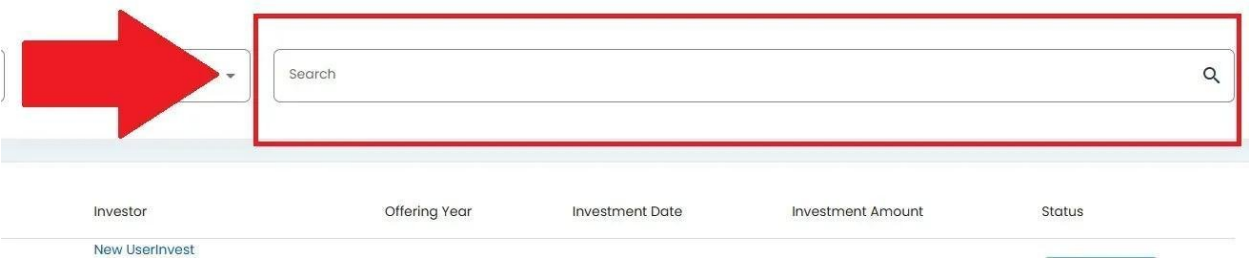 Search
Investor Offering Year Investment Date Investment Amount Status
New UserInvest